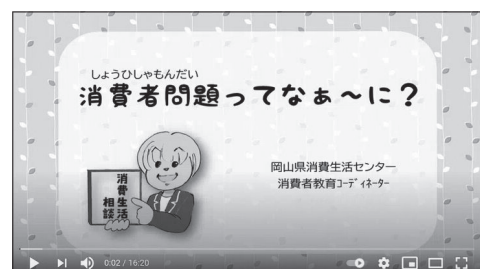 しょうひしゃもんだい
消費者問題ってなぁ～に？
消費生活
相談
岡山県消費生活センター
消費者教育ｺｰﾃﾞｨﾈｰﾀｰ
0:02 / 16:20